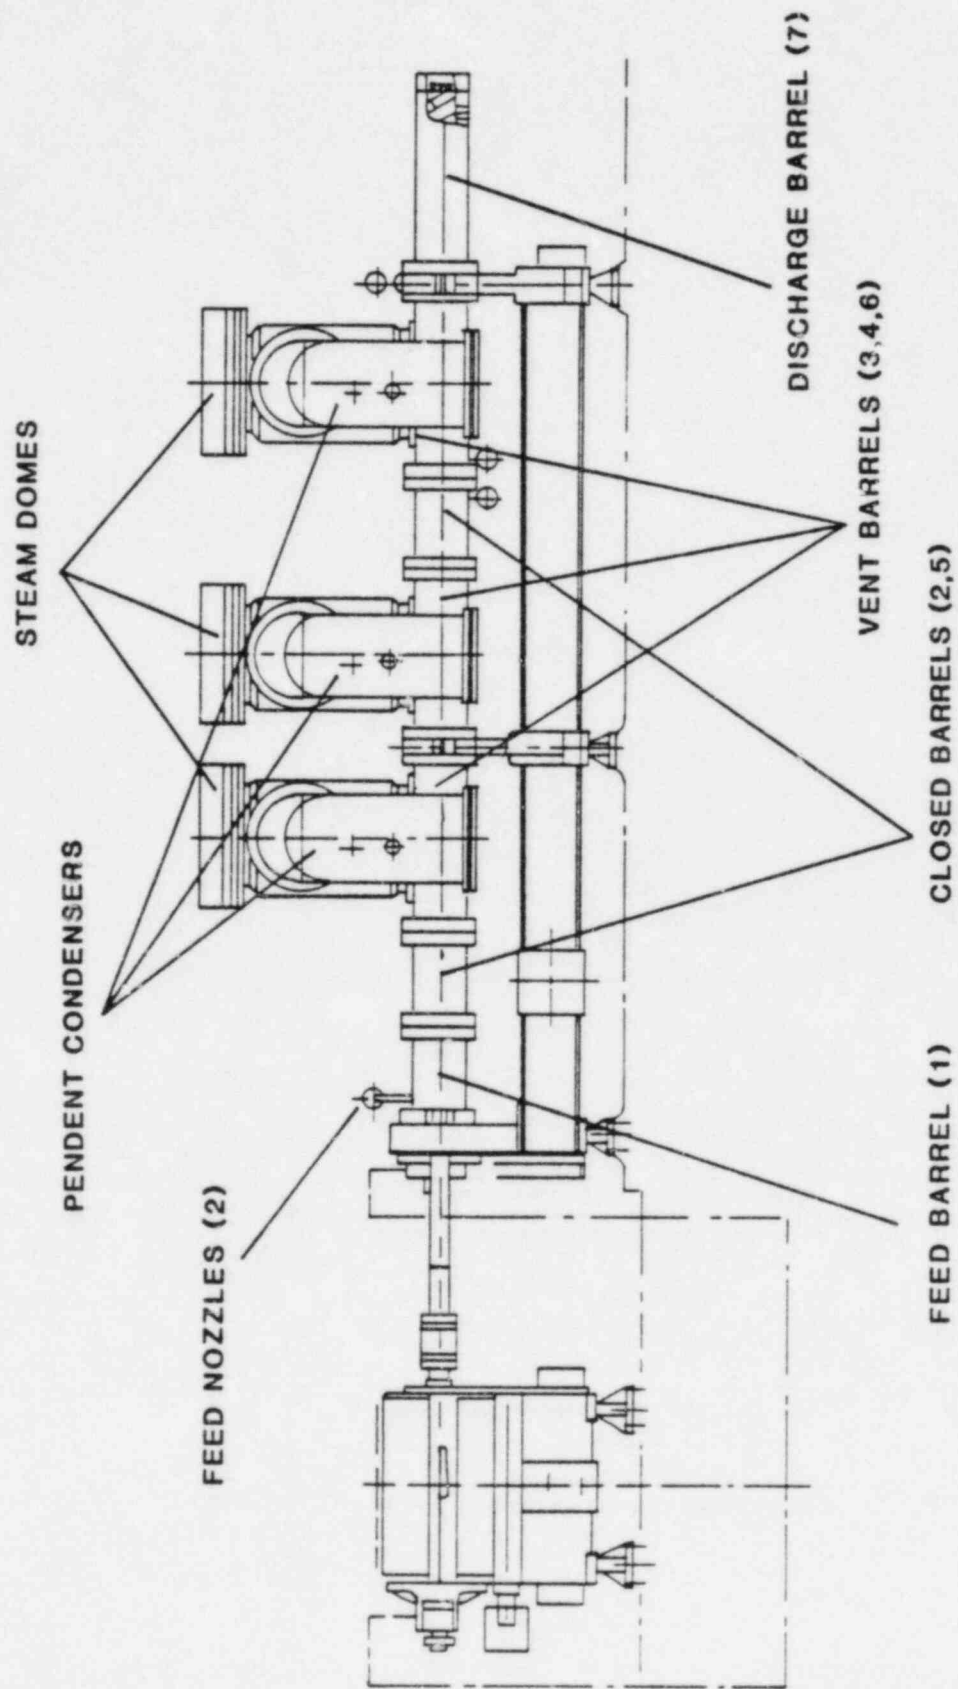 STEAM DOMES
PENDENT CONDENSERS
FEED NOZZLES (2)
DISCHARGE BARREL (7)
VENT BARRELS (3,4,6)
CLOSED BARRELS (2,5)
FEED BARREL (1)